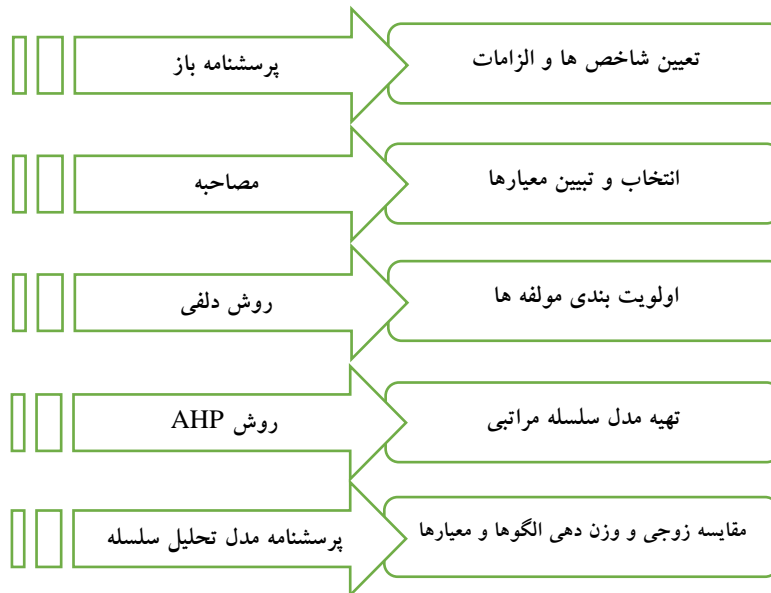 تعیین شاخص ها و الزامات
پرسشنامه باز
انتخاب و تبیین معیارها
مصاحبه
اولویت بندی مولفه ها
روش دلفی
تهیه مدل سلسله مراتبی
روش AHP
مقایسه زوجی و وزن دهی الگوها و معیارها
پرسشنامه مدل تحلیل سلسله